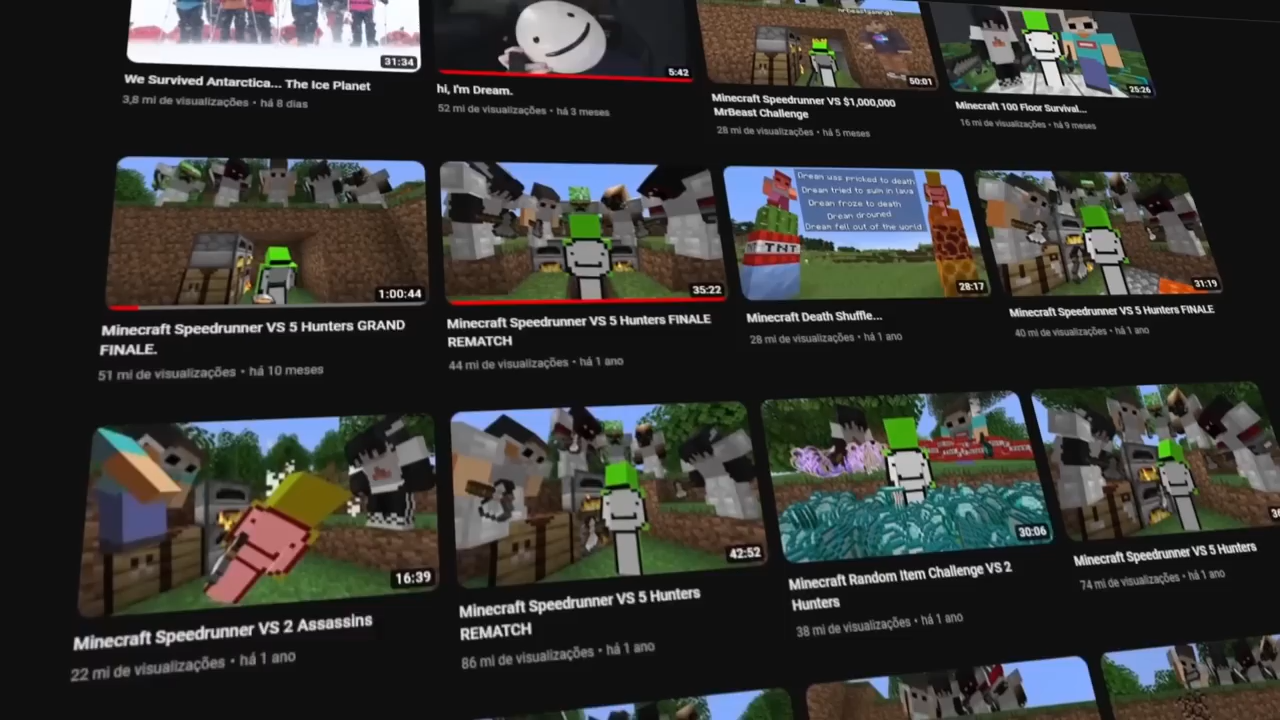 31:34
5:42
50:01
25:26
We Survived Antarctica... The Ice Planet
3,8 mi de visualizações • há 8 dias
hi, I'm Dream.
52 mi de visualizações • há 3 meses
Minecraft Speedrunner VS $1,000,000
MrBeast Challenge
28 mi de visualizações • há 5 meses
Minecraft 100 Floor Survival...
16 mi de visualizações • há 9 meses
1:00:44
35:22
Dream was pricked to death
Dream tried to swim in lava
Dream froze to death
Dream drowned
Dream fell out of the world
TNT
28:17
31:19
Minecraft Speedrunner VS 5 Hunters GRAND
FINALE.
51 mi de visualizações • há 10 meses
Minecraft Speedrunner VS 5 Hunters FINALE
REMATCH
44 mi de visualizações • há 1 ano
Minecraft Death Shuffle...
28 mi de visualizações • há 1 ano
Minecraft Speedrunner VS 5 Hunters FINALE
40 mi de visualizações • há 1 ano
16:39
42:52
30:06
Minecraft Speedrunner VS 2 Assassins
22 mi de visualizações • há 1 ano
Minecraft Speedrunner VS 5 Hunters
REMATCH
86 mi de visualizações • há 1 ano
Minecraft Random Item Challenge VS 2
Hunters
38 mi de visualizações • há 1 ano
Minecraft Speedrunner VS 5 Hunters
74 mi de visualizações • há 1 ano